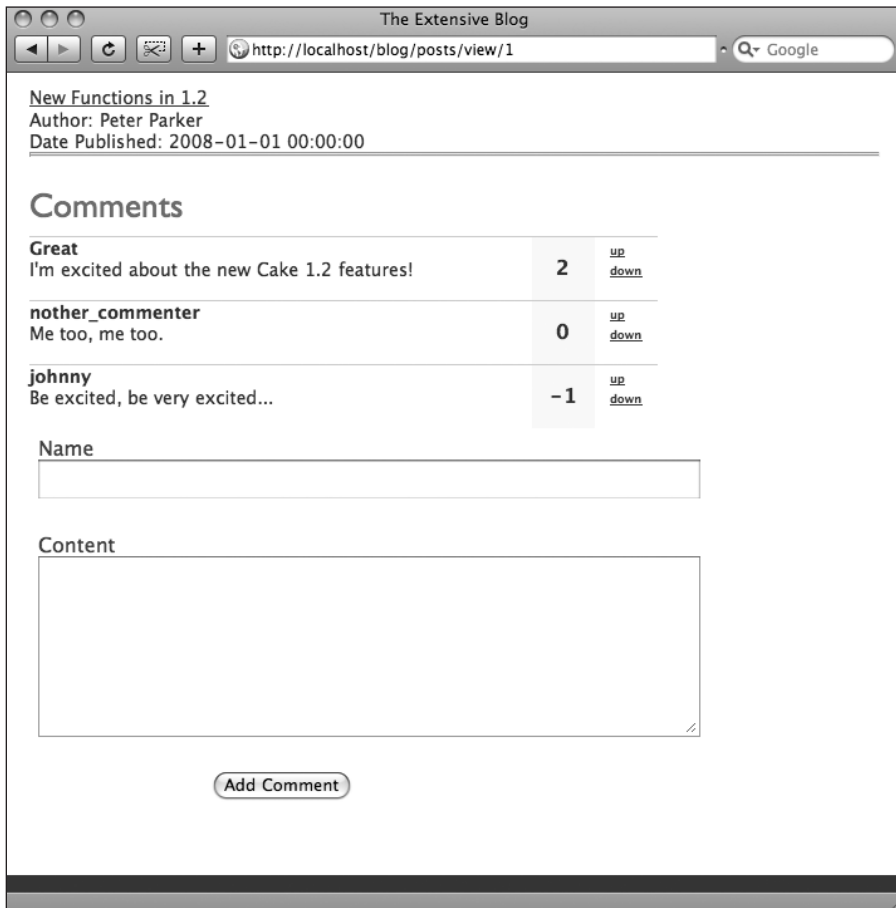 The Extensive Blog
http://localhost/blog/posts/view/1
Google
New Functions in 1.2
Author: Peter Parker
Date Published: 2008-01-01 00:00:00
Comments
Great
I'm excited about the new Cake 1.2 features!
2
up
down
nother_commenter
Me too, me too.
0
up
down
johnny
Be excited, be very excited...
-1
up
down
Name
Content
Add Comment